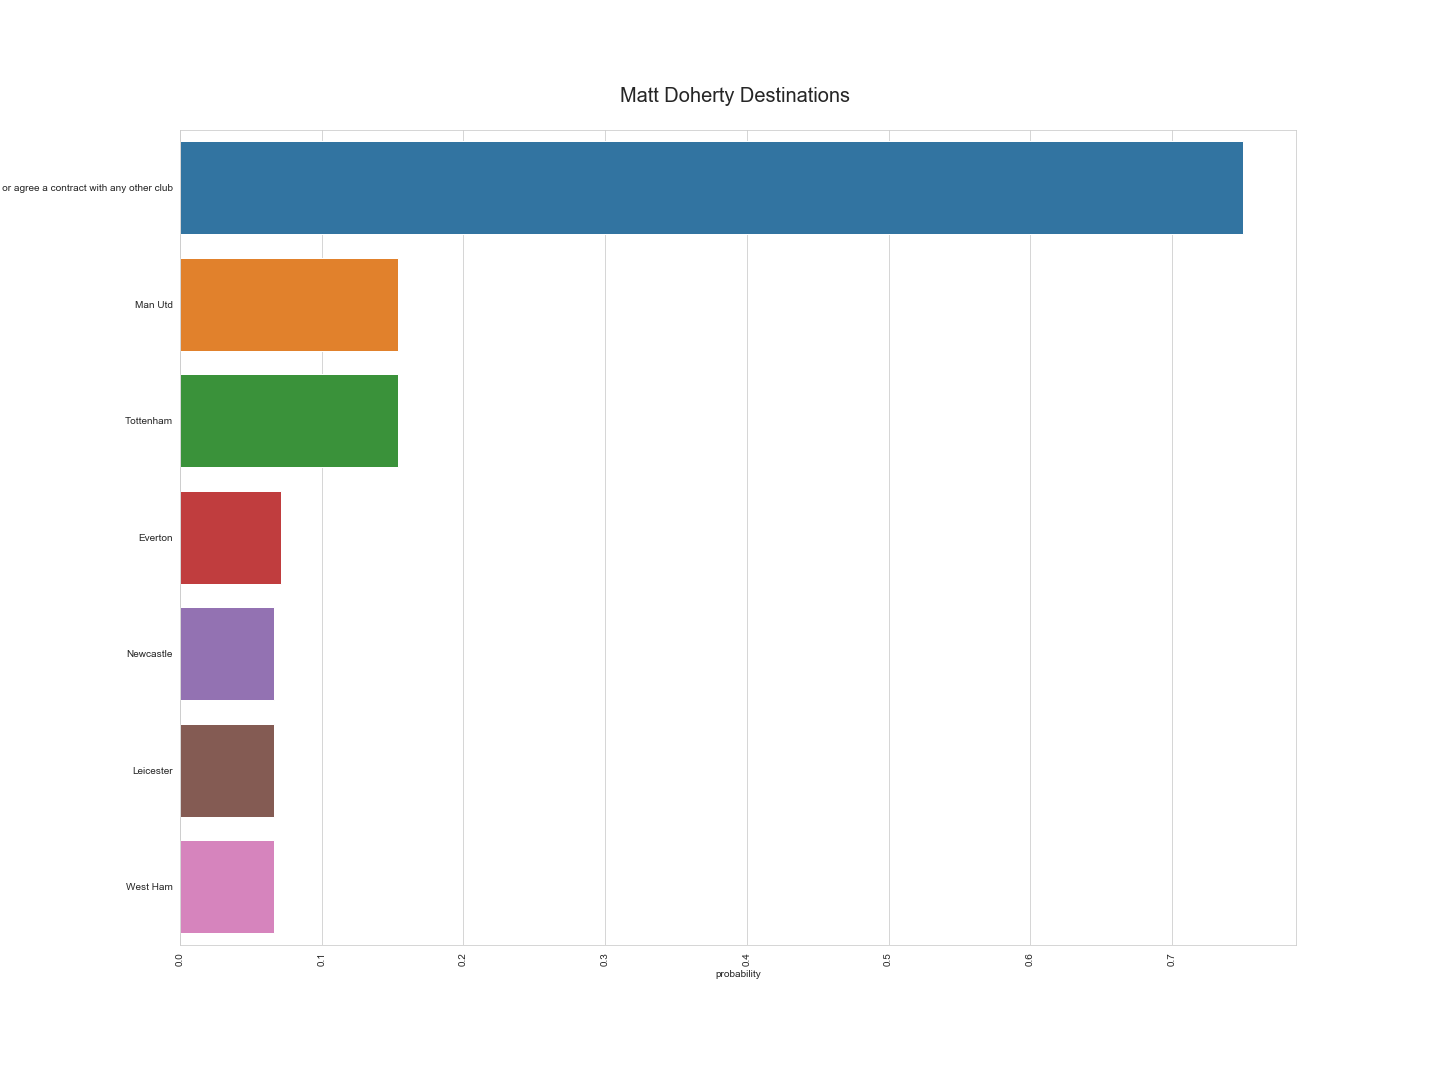 Matt Doherty Destinations
or agree a contract with any other club
Man Utd
Tottenham
Everton
Newcastle
Leicester
West Ham
0.0
0.1
0.2
0.3
0.4
0.5
0.6
0.7
probability